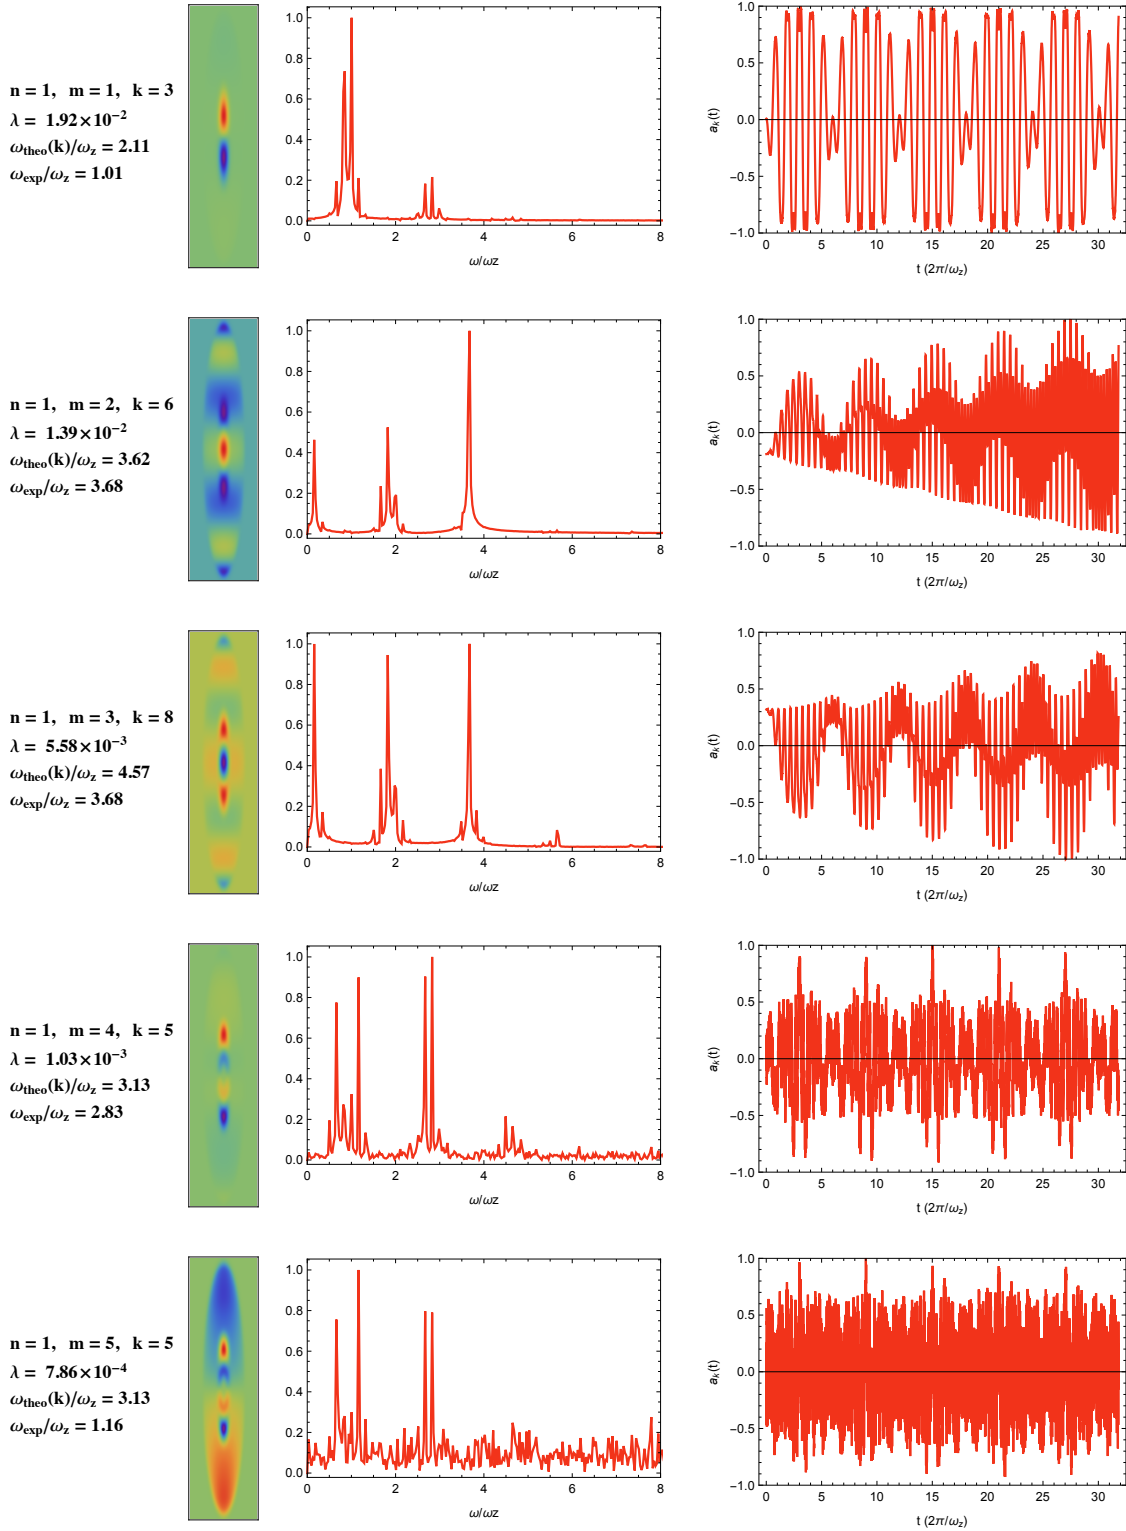 n = 1, m = 1, k = 3
λ = 1.92×10⁻²
ω_theo(k)/ω_z = 2.11
ω_exp/ω_z = 1.01
1.0
0.8
0.6
0.4
0.2
0.0
0 2 4 6 8
ω/ωz
a_k(t)
1.0
0.5
0.0
−0.5
−1.0
0 5 10 15 20 25 30
t (2π/ω_z)
n = 1, m = 2, k = 6
λ = 1.39×10⁻²
ω_theo(k)/ω_z = 3.62
ω_exp/ω_z = 3.68
1.0
0.8
0.6
0.4
0.2
0.0
0 2 4 6 8
ω/ωz
a_k(t)
1.0
0.5
0.0
−0.5
−1.0
0 5 10 15 20 25 30
t (2π/ω_z)
n = 1, m = 3, k = 8
λ = 5.58×10⁻³
ω_theo(k)/ω_z = 4.57
ω_exp/ω_z = 3.68
1.0
0.8
0.6
0.4
0.2
0.0
0 2 4 6 8
ω/ωz
a_k(t)
1.0
0.5
0.0
−0.5
−1.0
0 5 10 15 20 25 30
t (2π/ω_z)
n = 1, m = 4, k = 5
λ = 1.03×10⁻³
ω_theo(k)/ω_z = 3.13
ω_exp/ω_z = 2.83
1.0
0.8
0.6
0.4
0.2
0.0
0 2 4 6 8
ω/ωz
a_k(t)
1.0
0.5
0.0
−0.5
−1.0
0 5 10 15 20 25 30
t (2π/ω_z)
n = 1, m = 5, k = 5
λ = 7.86×10⁻⁴
ω_theo(k)/ω_z = 3.13
ω_exp/ω_z = 1.16
1.0
0.8
0.6
0.4
0.2
0.0
0 2 4 6 8
ω/ωz
a_k(t)
1.0
0.5
0.0
−0.5
−1.0
0 5 10 15 20 25 30
t (2π/ω_z)